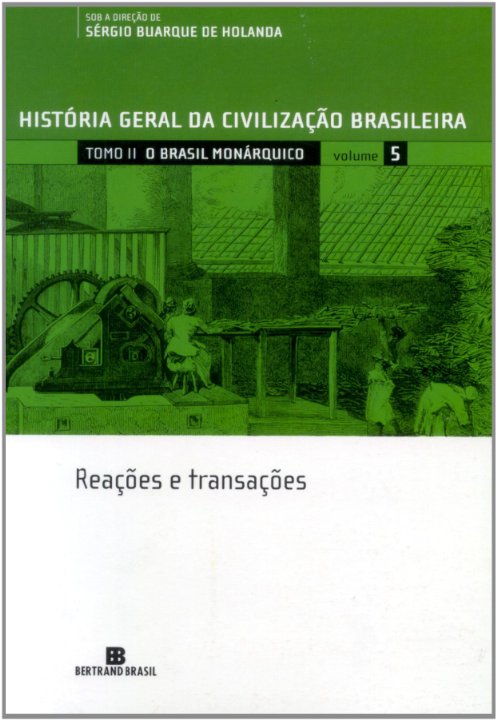 SOB A DIREÇÃO DE
SÉRGIO BUARQUE DE HOLANDA
HISTÓRIA GERAL DA CIVILIZAÇÃO BRASILEIRA
TOMO II O BRASIL MONÁRQUICO volume 5
Reações e transações
BB
BERTRAND BRASIL